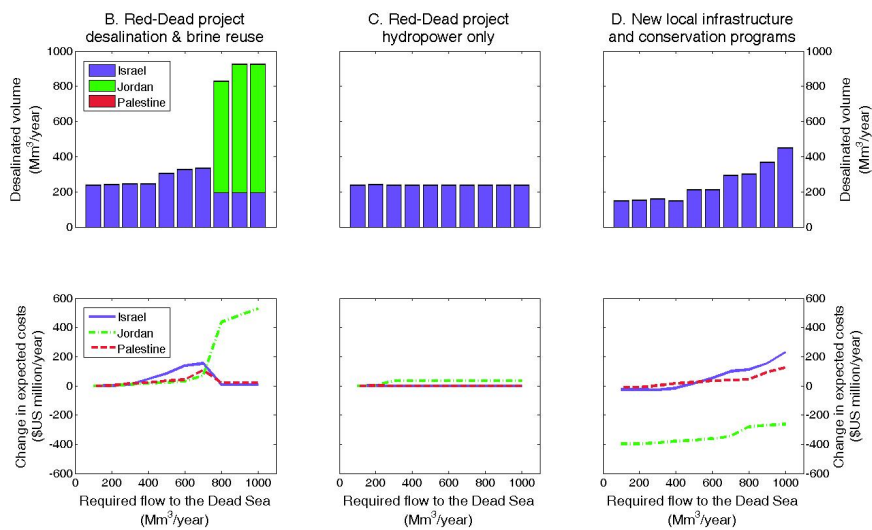 B. Red-Dead project
desalination & brine reuse
C. Red-Dead project
hydropower only
D. New local infrastructure
and conservation programs
Desalinated volume
(Mm³/year)
1000
800
600
400
200
0
Israel
Jordan
Palestine
1000
800
600
400
200
0
Desalinated volume
(Mm³/year)
Change in expected costs
($US million/year)
600
400
200
0
-200
-400
-600
Israel
Jordan
Palestine
600
400
200
0
-200
-400
-600
Change in expected costs
($US million/year)
0 200 400 600 800 1000
0 200 400 600 800 1000
0 200 400 600 800 1000
Required flow to the Dead Sea
(Mm³/year)
Required flow to the Dead Sea
(Mm³/year)
Required flow to the Dead Sea
(Mm³/year)